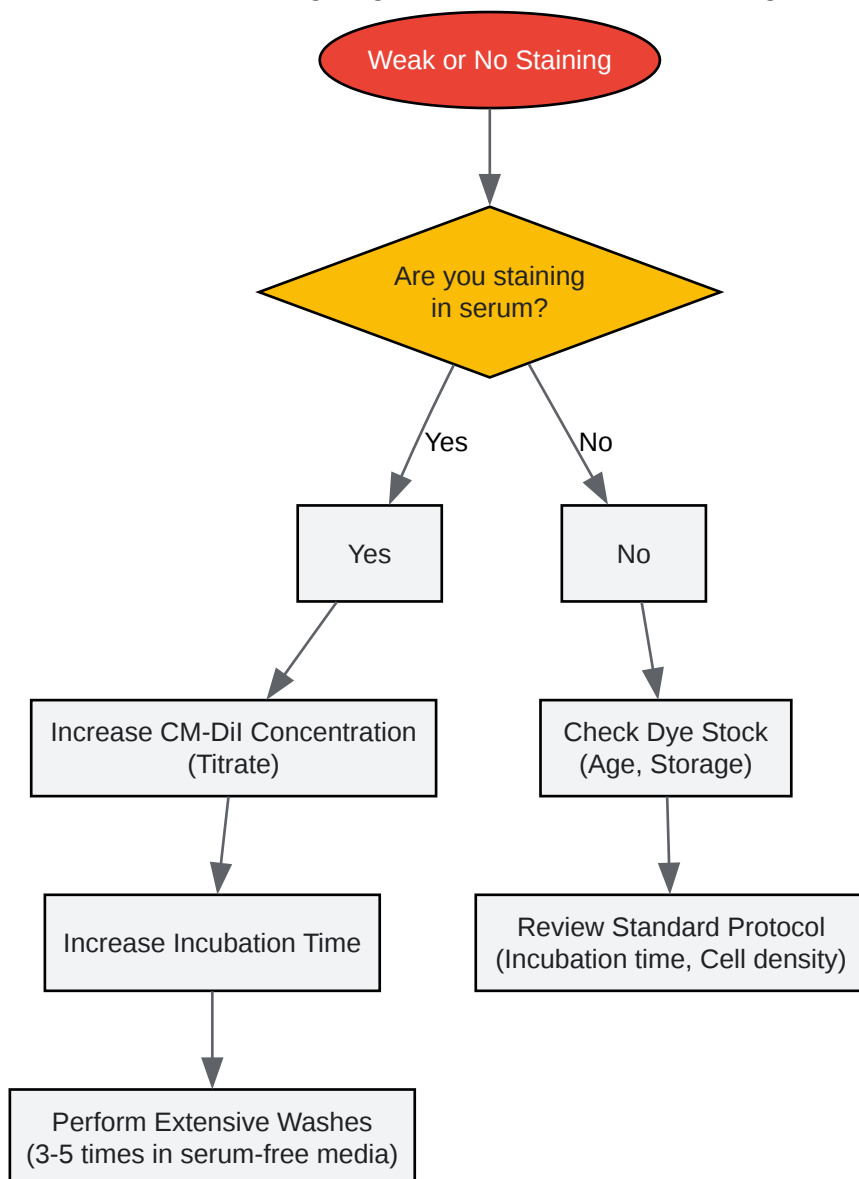 Weak or No Staining
Are you staining
in serum?
Yes
No
Yes
No
Increase CM-DiI Concentration
(Titrate)
Check Dye Stock
(Age, Storage)
Increase Incubation Time
Review Standard Protocol
(Incubation time, Cell density)
Perform Extensive Washes
(3-5 times in serum-free media)